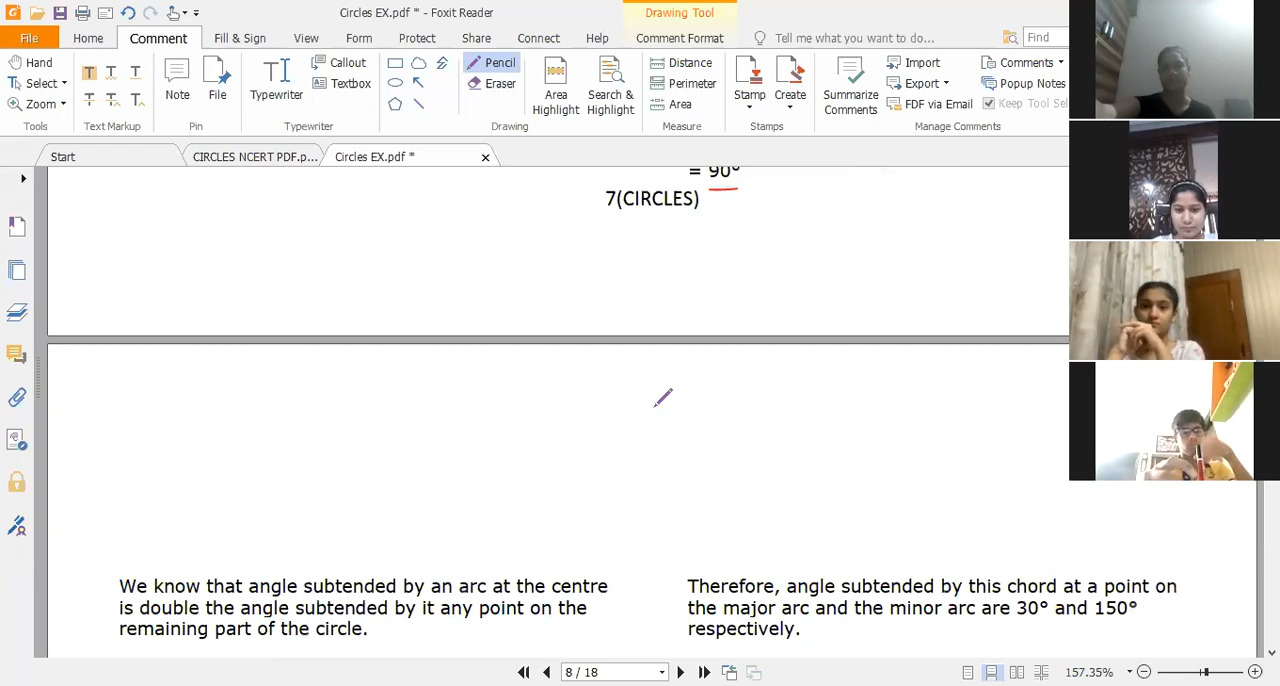 Circles EX.pdf * - Foxit Reader
Drawing Tool
File
Home
Comment
Fill & Sign
View
Form
Protect
Share
Connect
Help
Comment Format
Tell me what you want to do...
Find
Hand
Select
Zoom
Tools
Text Markup
Note
File
Pin
Typewriter
Callout
Textbox
Typewriter
Pencil
Eraser
Area Highlight
Search & Highlight
Drawing
Distance
Perimeter
Area
Measure
Stamp
Create
Stamps
Summarize Comments
Import
Export
FDF via Email
Comments
Popup Notes
Keep Tool Sel
Manage Comments
Start
CIRCLES NCERT PDF.p...
Circles EX.pdf *
= 90°
7(CIRCLES)
We know that angle subtended by an arc at the centre
is double the angle subtended by it any point on the
remaining part of the circle.
Therefore, angle subtended by this chord at a point on
the major arc and the minor arc are 30° and 150°
respectively.
8 / 18
157.35%